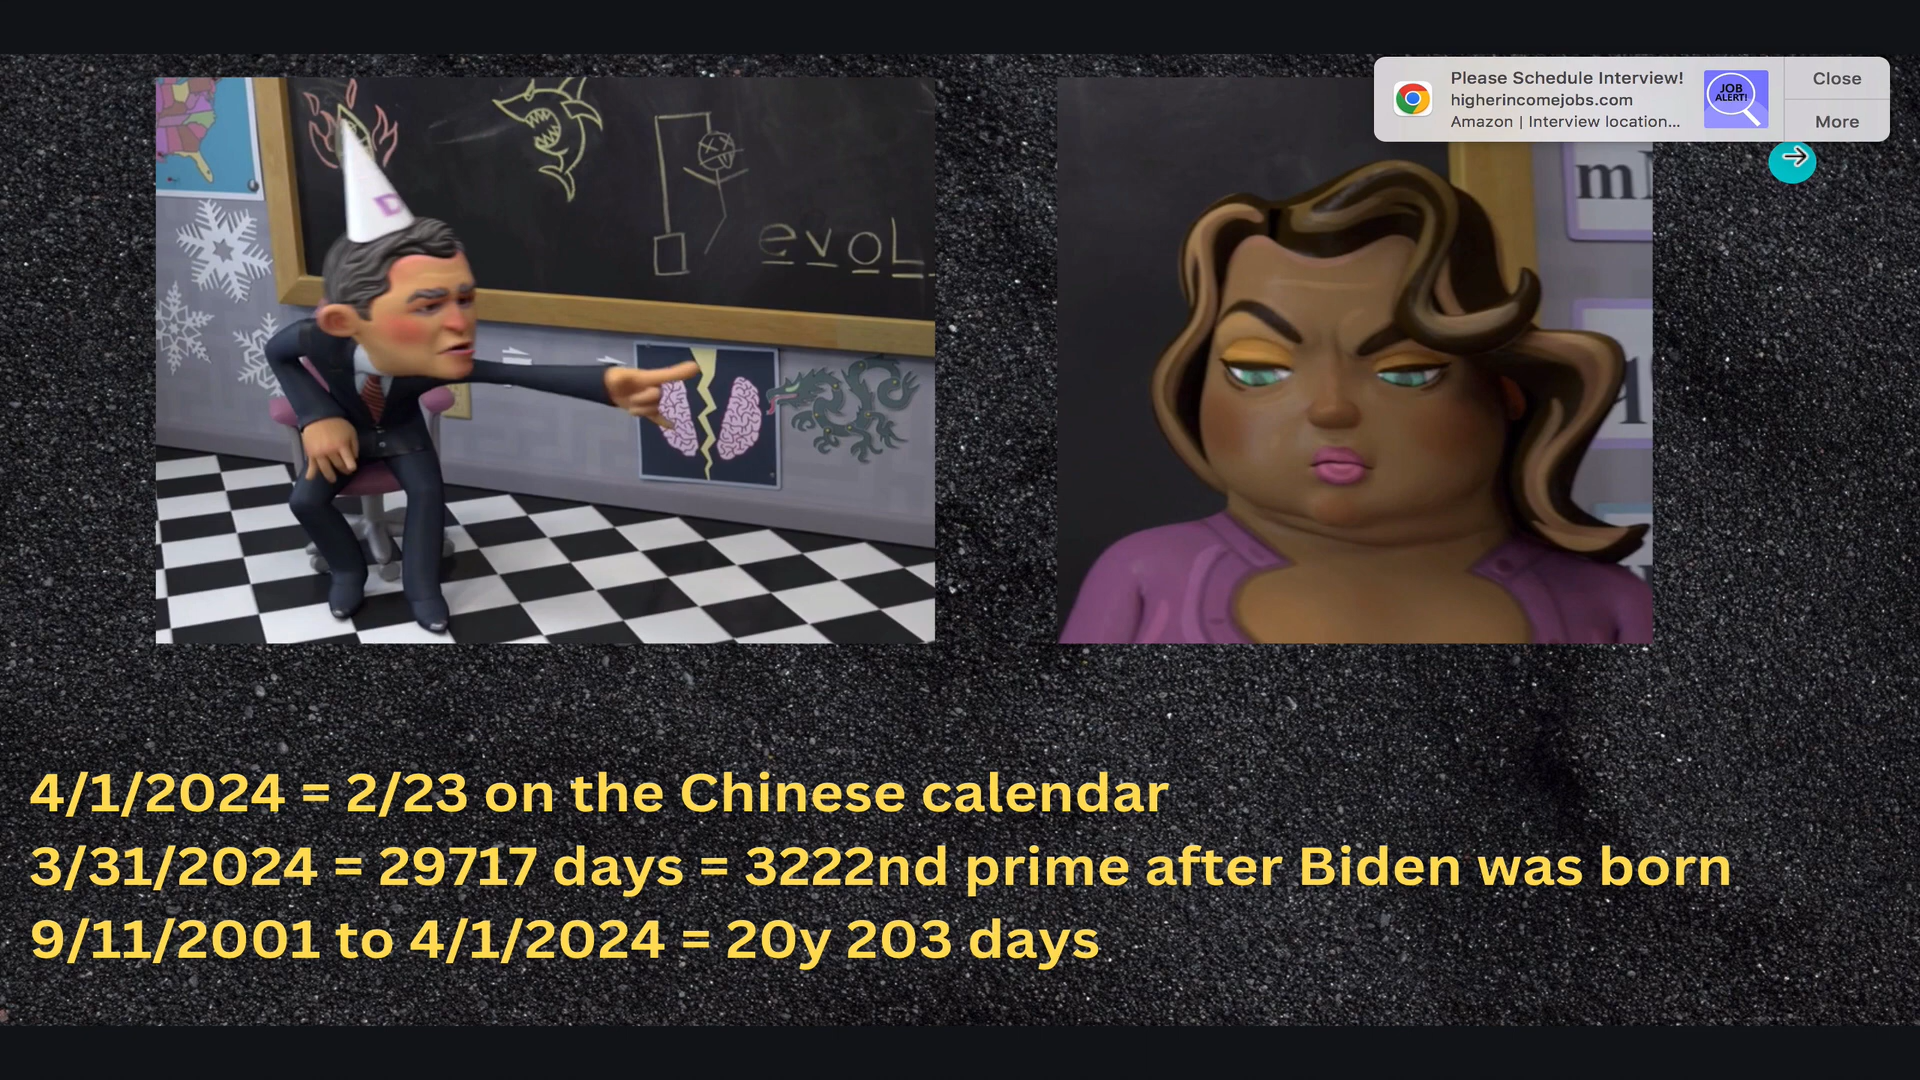 Please Schedule Interview!
higherincomejobs.com
Amazon | Interview location...
JOB
ALERT!
Close
More
D
evoL
4/1/2024 = 2/23 on the Chinese calendar
3/31/2024 = 29717 days = 3222nd prime after Biden was born
9/11/2001 to 4/1/2024 = 20y 203 days